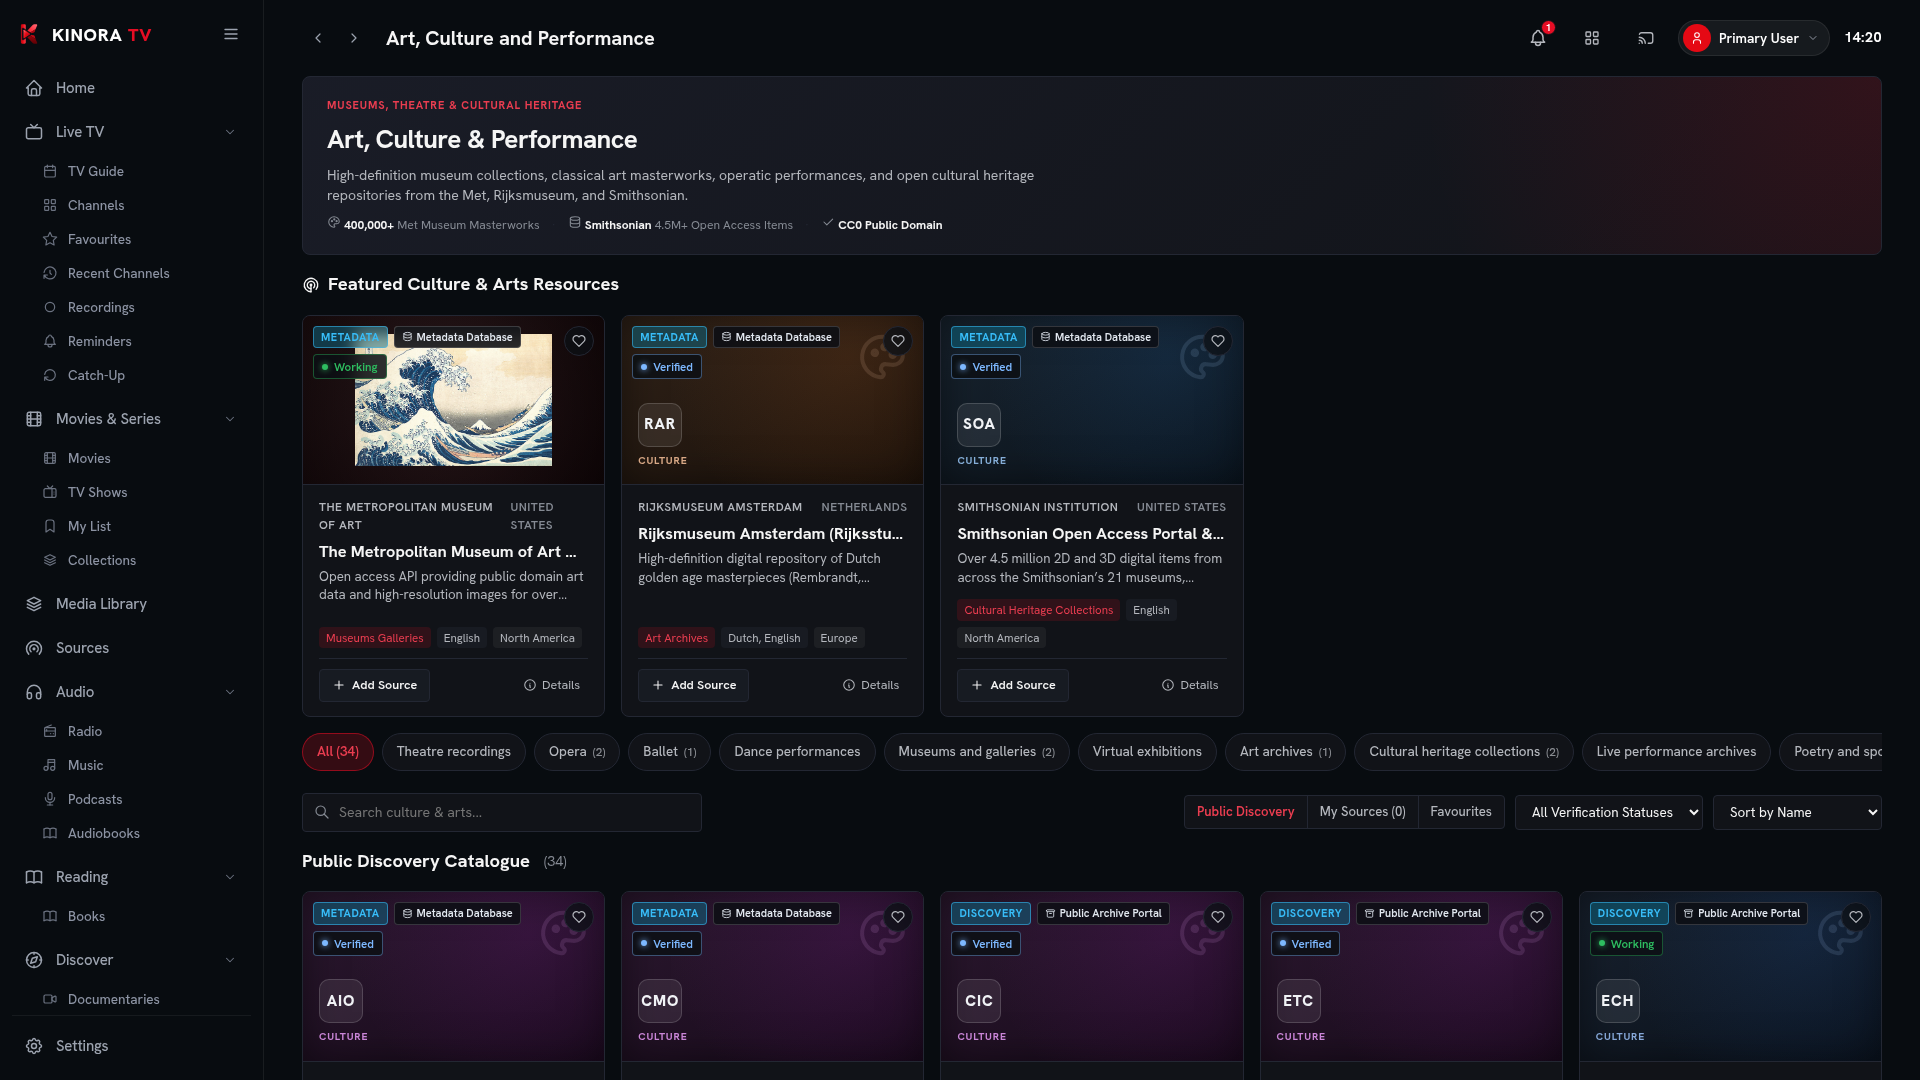 KINORA TV
Art, Culture and Performance
1
Primary User
14:20
Home
Live TV
TV Guide
Channels
Favourites
Recent Channels
Recordings
Reminders
Catch-Up
Movies & Series
Movies
TV Shows
My List
Collections
Media Library
Sources
Audio
Radio
Music
Podcasts
Audiobooks
Reading
Books
Discover
Documentaries
Settings
MUSEUMS, THEATRE & CULTURAL HERITAGE
Art, Culture & Performance
High-definition museum collections, classical art masterworks, operatic performances, and open cultural heritage
repositories from the Met, Rijksmuseum, and Smithsonian.
400,000+ Met Museum Masterworks
Smithsonian 4.5M+ Open Access Items
CC0 Public Domain
Featured Culture & Arts Resources
METADATA
Metadata Database
Working
THE METROPOLITAN MUSEUM
OF ART
UNITED
STATES
The Metropolitan Museum of Art ...
Open access API providing public domain art
data and high-resolution images for over...
Museums Galleries
English
North America
Add Source
Details
METADATA
Metadata Database
Verified
RAR
CULTURE
RIJKSMUSEUM AMSTERDAM
NETHERLANDS
Rijksmuseum Amsterdam (Rijksstu...
High-definition digital repository of Dutch
golden age masterpieces (Rembrandt,...
Art Archives
Dutch, English
Europe
Add Source
Details
METADATA
Metadata Database
Verified
SOA
CULTURE
SMITHSONIAN INSTITUTION
UNITED STATES
Smithsonian Open Access Portal &...
Over 4.5 million 2D and 3D digital items from
across the Smithsonian’s 21 museums,...
Cultural Heritage Collections
English
North America
Add Source
Details
All (34)
Theatre recordings
Opera (2)
Ballet (1)
Dance performances
Museums and galleries (2)
Virtual exhibitions
Art archives (1)
Cultural heritage collections (2)
Live performance archives
Poetry and spo
Search culture & arts...
Public Discovery
My Sources (0)
Favourites
All Verification Statuses
Sort by Name
Public Discovery Catalogue (34)
METADATA
Metadata Database
Verified
AIO
CULTURE
METADATA
Metadata Database
Verified
CMO
CULTURE
DISCOVERY
Public Archive Portal
Verified
CIC
CULTURE
DISCOVERY
Public Archive Portal
Verified
ETC
CULTURE
DISCOVERY
Public Archive Portal
Working
ECH
CULTURE